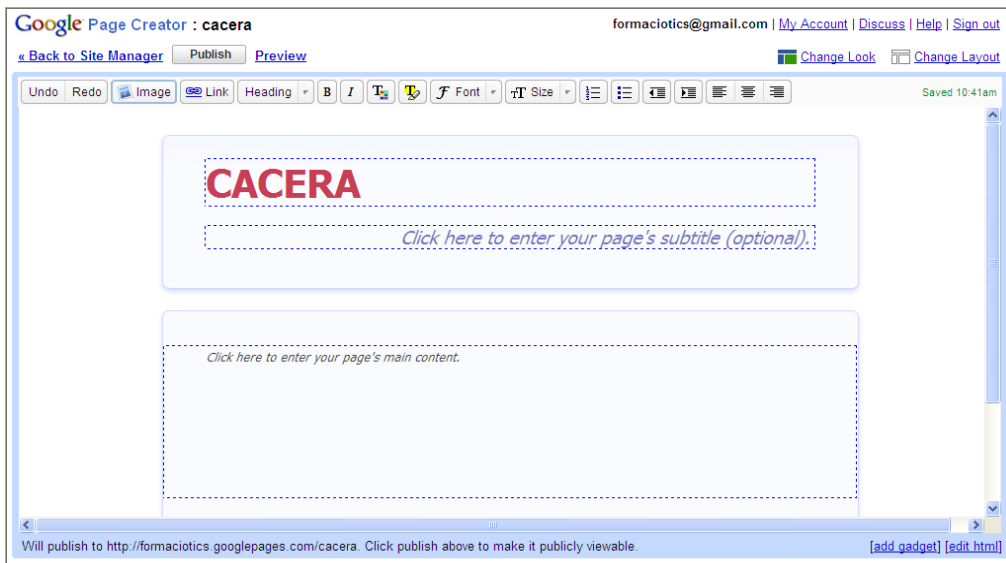 Google Page Creator : cacera
formaciotics@gmail.com | My Account | Discuss | Help | Sign out
« Back to Site Manager Publish Preview
Change Look Change Layout
Undo Redo Image Link Heading B I T T F Font TT Size Saved 10:41am
CACERA
Click here to enter your page's subtitle (optional).
Click here to enter your page's main content.
Will publish to http://formaciotics.googlepages.com/cacera. Click publish above to make it publicly viewable. [add gadget] [edit html]